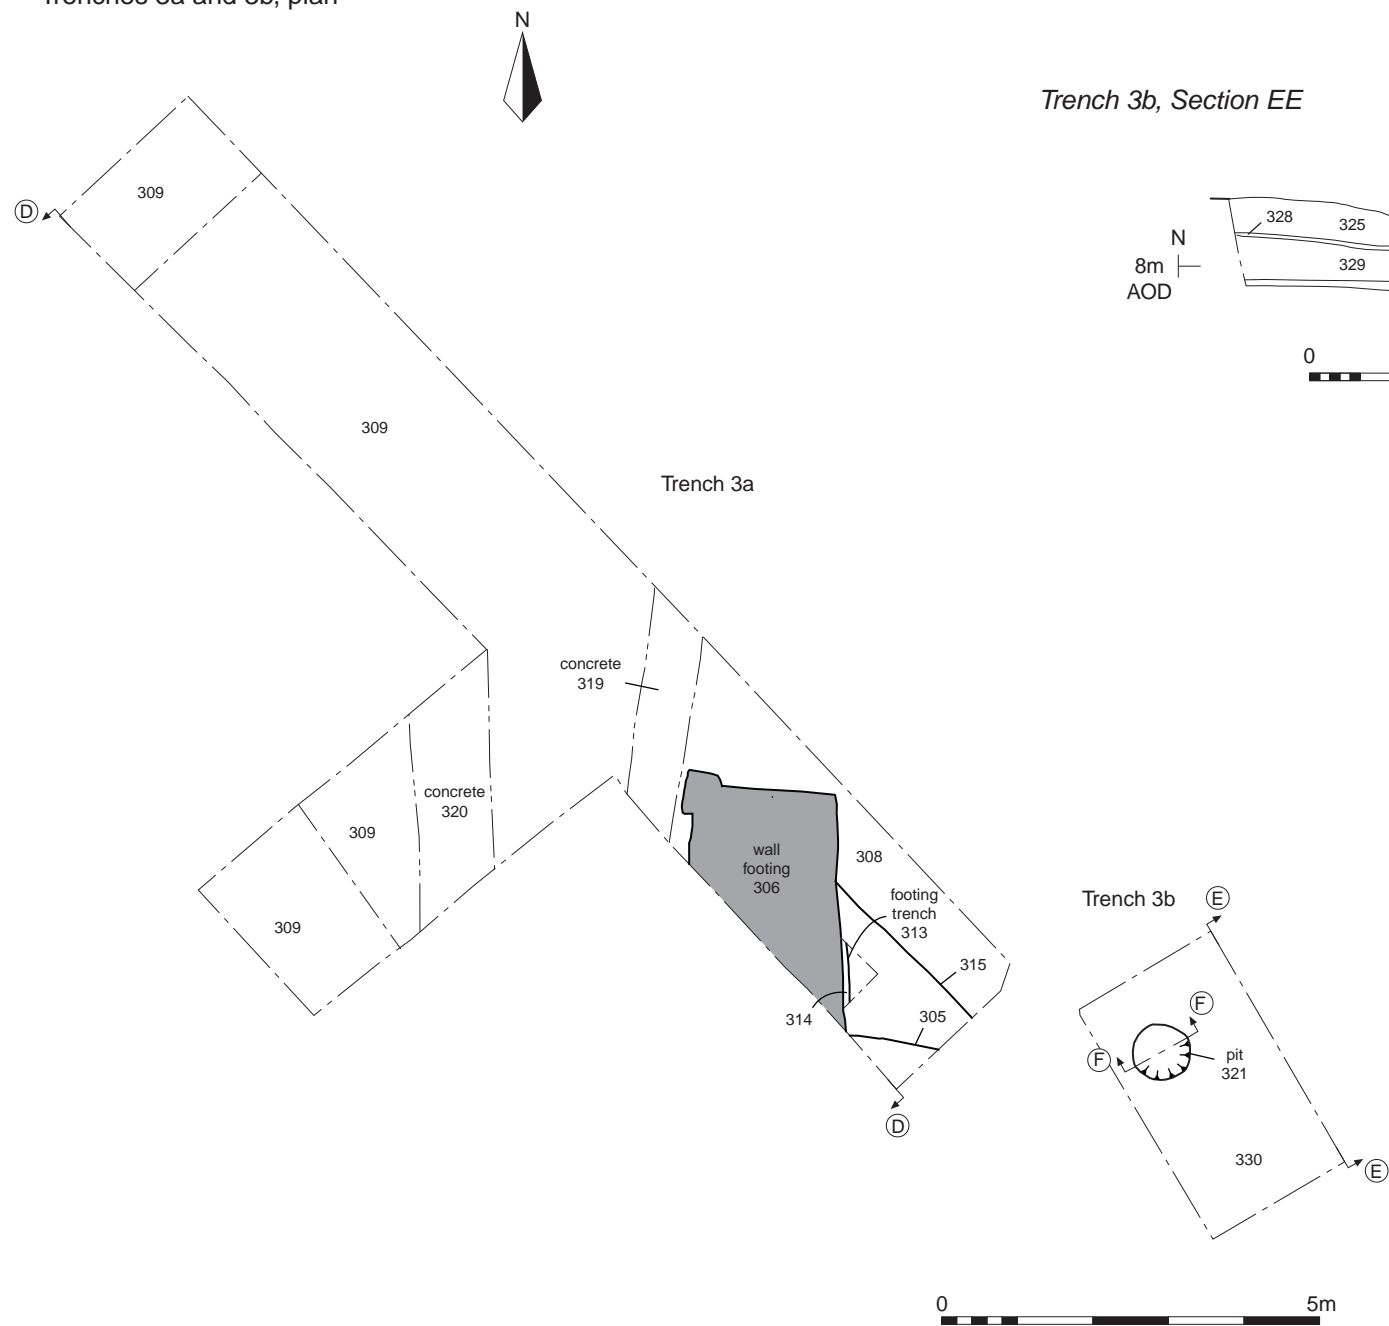 Trenches 3a and 3b, plan
N
Trench 3b, Section EE
309
D
328
325
N
8m
AOD
329
0
309
Trench 3a
concrete
319
concrete
320
309
309
wall
footing
306
308
footing
trench
313
315
314
305
D
Trench 3b
E
F
F
pit
321
330
E
0
5m